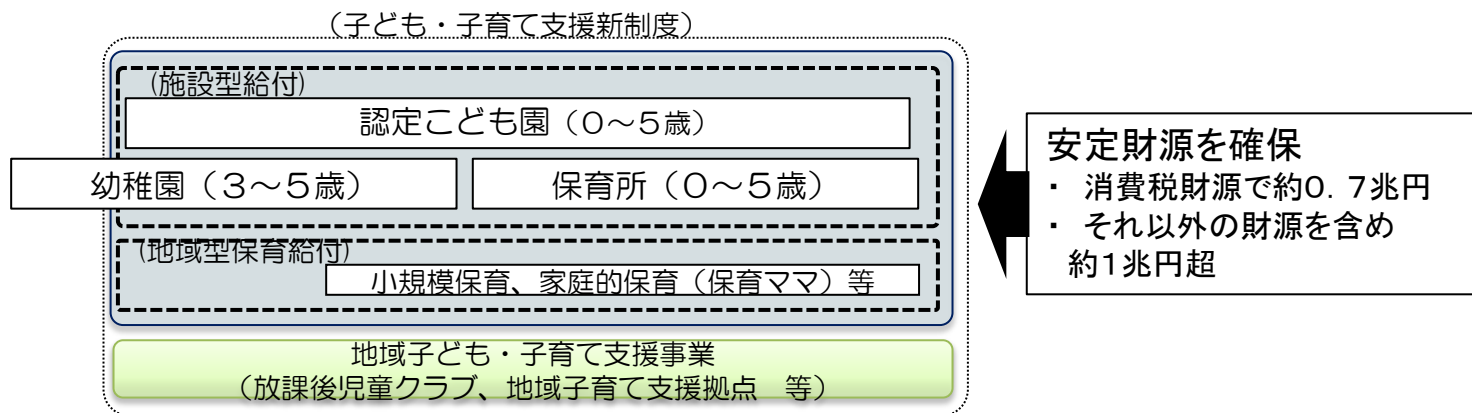 （子ども・子育て支援新制度）
(施設型給付)
認定こども園（０～５歳）
幼稚園（３～５歳）
保育所（０～５歳）
(地域型保育給付)
小規模保育、家庭的保育（保育ママ）等
地域子ども・子育て支援事業
（放課後児童クラブ、地域子育て支援拠点　等）
安定財源を確保
・ 消費税財源で約０．７兆円
・ それ以外の財源を含め
約１兆円超